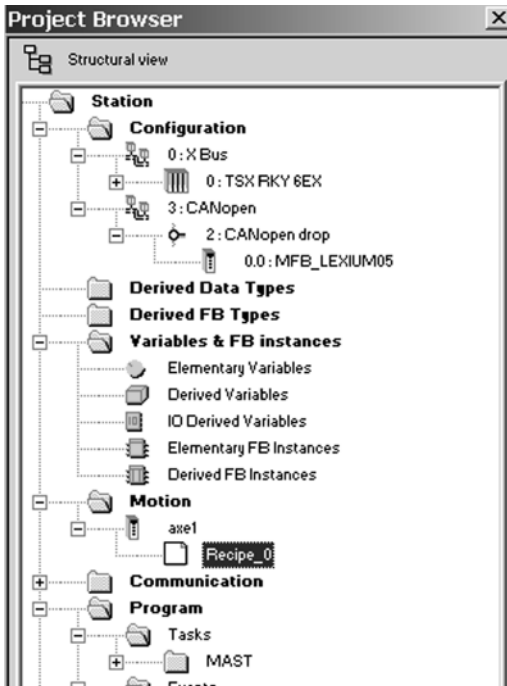 Project Browser
Structural view
Station
Configuration
0 : X Bus
0 : TSX RKY 6EX
3 : CANopen
2 : CANopen drop
0.0 : MFB_LEXIUM05
Derived Data Types
Derived FB Types
Variables & FB instances
Elementary Variables
Derived Variables
IO Derived Variables
Elementary FB Instances
Derived FB Instances
Motion
axe1
Recipe_0
Communication
Program
Tasks
MAST
Events